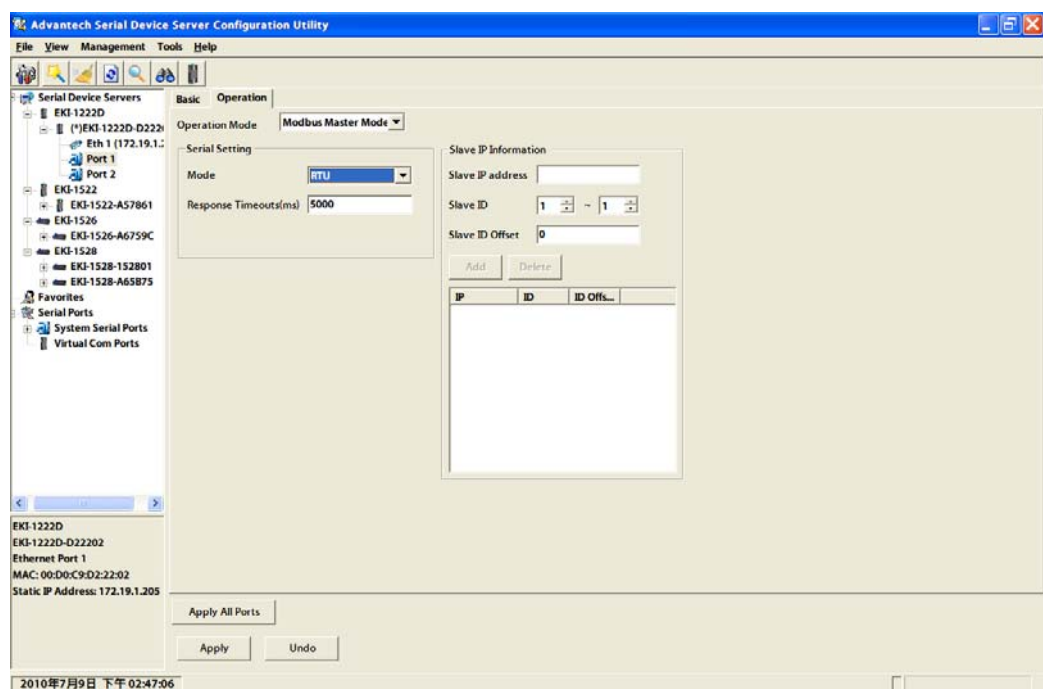 Advantech Serial Device Server Configuration Utility
File View Management Tools Help
Serial Device Servers
EKI-1222D
(*)EKI-1222D-D222
Eth 1 (172.19.1.
Port 1
Port 2
EKI-1522
EKI-1522-A57861
EKI-1526
EKI-1526-A6759C
EKI-1528
EKI-1528-152801
EKI-1528-A65B75
Favorites
Serial Ports
System Serial Ports
Virtual Com Ports
EKI-1222D
EKI-1222D-D22202
Ethernet Port 1
MAC: 00:D0:C9:D2:22:02
Static IP Address: 172.19.1.205
Basic Operation
Operation Mode Modbus Master Mode
Serial Setting
Mode RTU
Response Timeouts(ms) 5000
Slave IP Information
Slave IP address
Slave ID 1 ~ 1
Slave ID Offset 0
Add Delete
IP ID ID Offs...
Apply All Ports
Apply Undo
2010年7月9日 下午 02:47:06